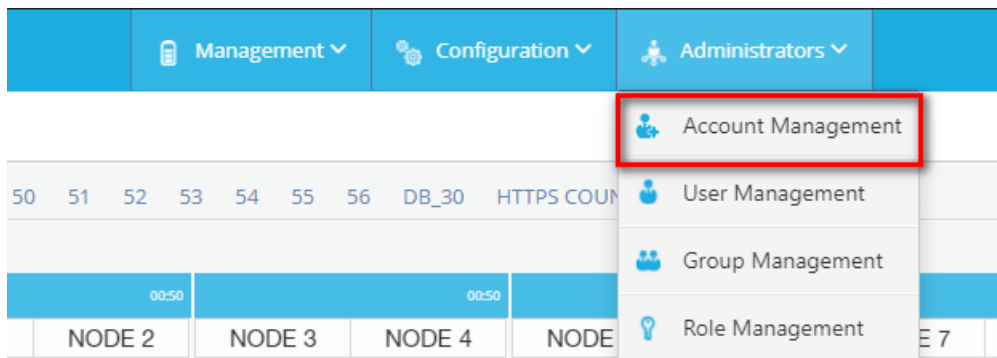 Management Configuration Administrators
Account Management
50 51 52 53 54 55 56 DB_30 HTTPS COUN
User Management
Group Management
00:50 00:50
Role Management
NODE 2 NODE 3 NODE 4 NODE E 7